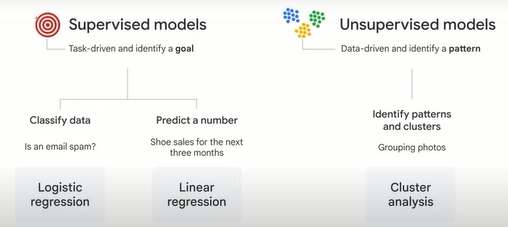 Supervised models
Task-driven and identify a goal
Classify data
Is an email spam?
Logistic
regression
Predict a number
Shoe sales for the next
three months
Linear
regression
Unsupervised models
Data-driven and identify a pattern
Identify patterns
and clusters
Grouping photos
Cluster
analysis